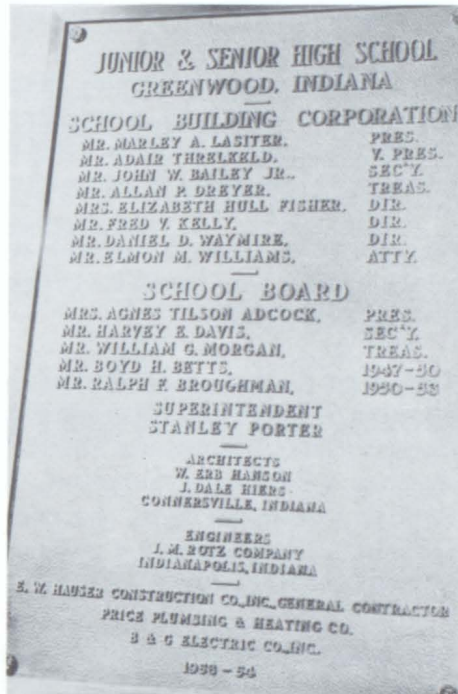 JUNIOR & SENIOR HIGH SCHOOL
GREENWOOD, INDIANA
SCHOOL BUILDING CORPORATION
MR. MARLEY A. LASITER, PRES.
MR. ADAIR THRELKELD, V. PRES.
MR. JOHN W. BAILEY JR., SEC'Y.
MR. ALLAN P. DREYER, TREAS.
MRS. ELIZABETH HULL FISHER, DIR.
MR. FRED V. KELLY, DIR.
MR. DANIEL D. WAYMIRE, DIR.
MR. ELMON M. WILLIAMS, ATTY.
SCHOOL BOARD
MRS. AGNES TILSON ADCOCK, PRES.
MR. HARVEY E. DAVIS, SEC'Y.
MR. WILLIAM G. MORGAN, TREAS.
MR. BOYD H. BETTS, 1947-50
MR. RALPH F. BROUGHMAN, 1950-53
SUPERINTENDENT
STANLEY PORTER
ARCHITECTS
W. ERB HANSON
J. DALE HIERS
CONNERSVILLE, INDIANA
ENGINEERS
J. M. ROTZ COMPANY
INDIANAPOLIS, INDIANA
E. W. HAUSER CONSTRUCTION CO., INC., GENERAL CONTRACTOR
PRICE PLUMBING & HEATING CO.
B & G ELECTRIC CO., INC.
1953-54